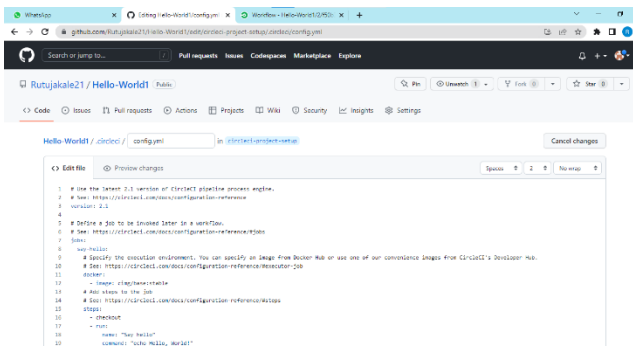 WhatsApp
Editing Hello-World1/config.yml
Workflow - Hello-World1/2/f52c
github.com/Rutujakale21/Hello-World1/edit/circleci-project-setup/.circleci/config.yml
Search or jump to...
Pull requests Issues Codespaces Marketplace Explore
Rutujakale21 / Hello-World1 Public
Pin Unwatch 1 Fork 0 Star 0
Code Issues Pull requests Actions Projects Wiki Security Insights Settings
Hello-World1 / .circleci / config.yml in circleci-project-setup Cancel changes
Edit file Preview changes Spaces 2 No wrap
1 # Use the latest 2.1 version of CircleCI pipeline process engine.
2 # See: https://circleci.com/docs/configuration-reference
3 version: 2.1
4
5 # Define a job to be invoked later in a workflow.
6 # See: https://circleci.com/docs/configuration-reference/#jobs
7 jobs:
8 say-hello:
9 # Specify the execution environment. You can specify an image from Docker Hub or use one of our convenience images from CircleCI's Developer Hub.
10 # See: https://circleci.com/docs/configuration-reference/#executor-job
11 docker:
12 - image: cimg/base:stable
13 # Add steps to the job
14 # See: https://circleci.com/docs/configuration-reference/#steps
15 steps:
16 - checkout
17 - run:
18 name: "Say hello"
19 command: "echo Hello, World!"